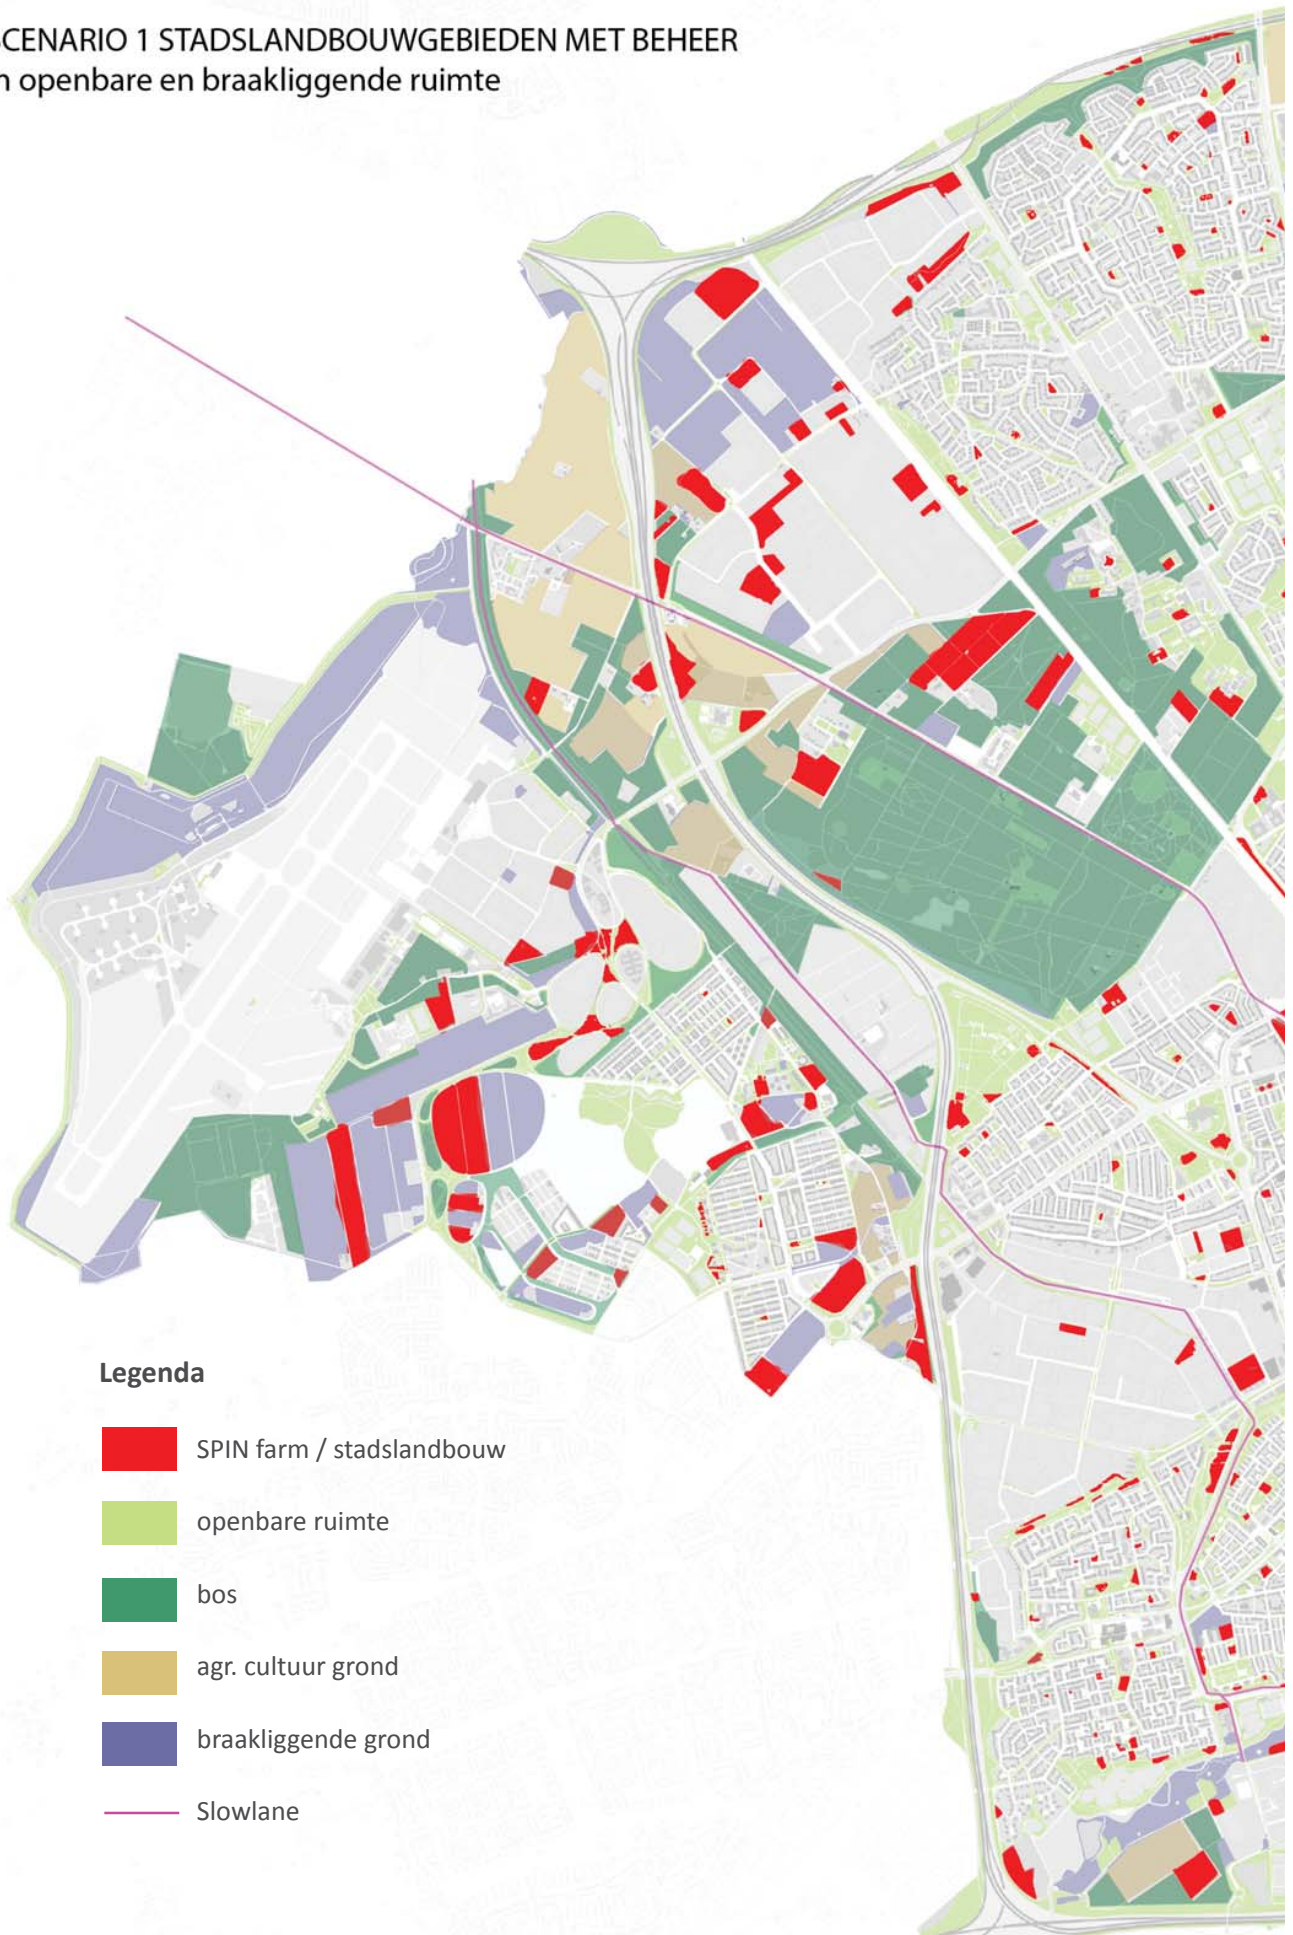 CENARIO 1 STADSLANDBOUWGEBIEDEN MET BEHEER
n openbare en braakliggende ruimte
Legenda
SPIN farm / stadslandbouw
openbare ruimte
bos
agr. cultuur grond
braakliggende grond
Slowlane